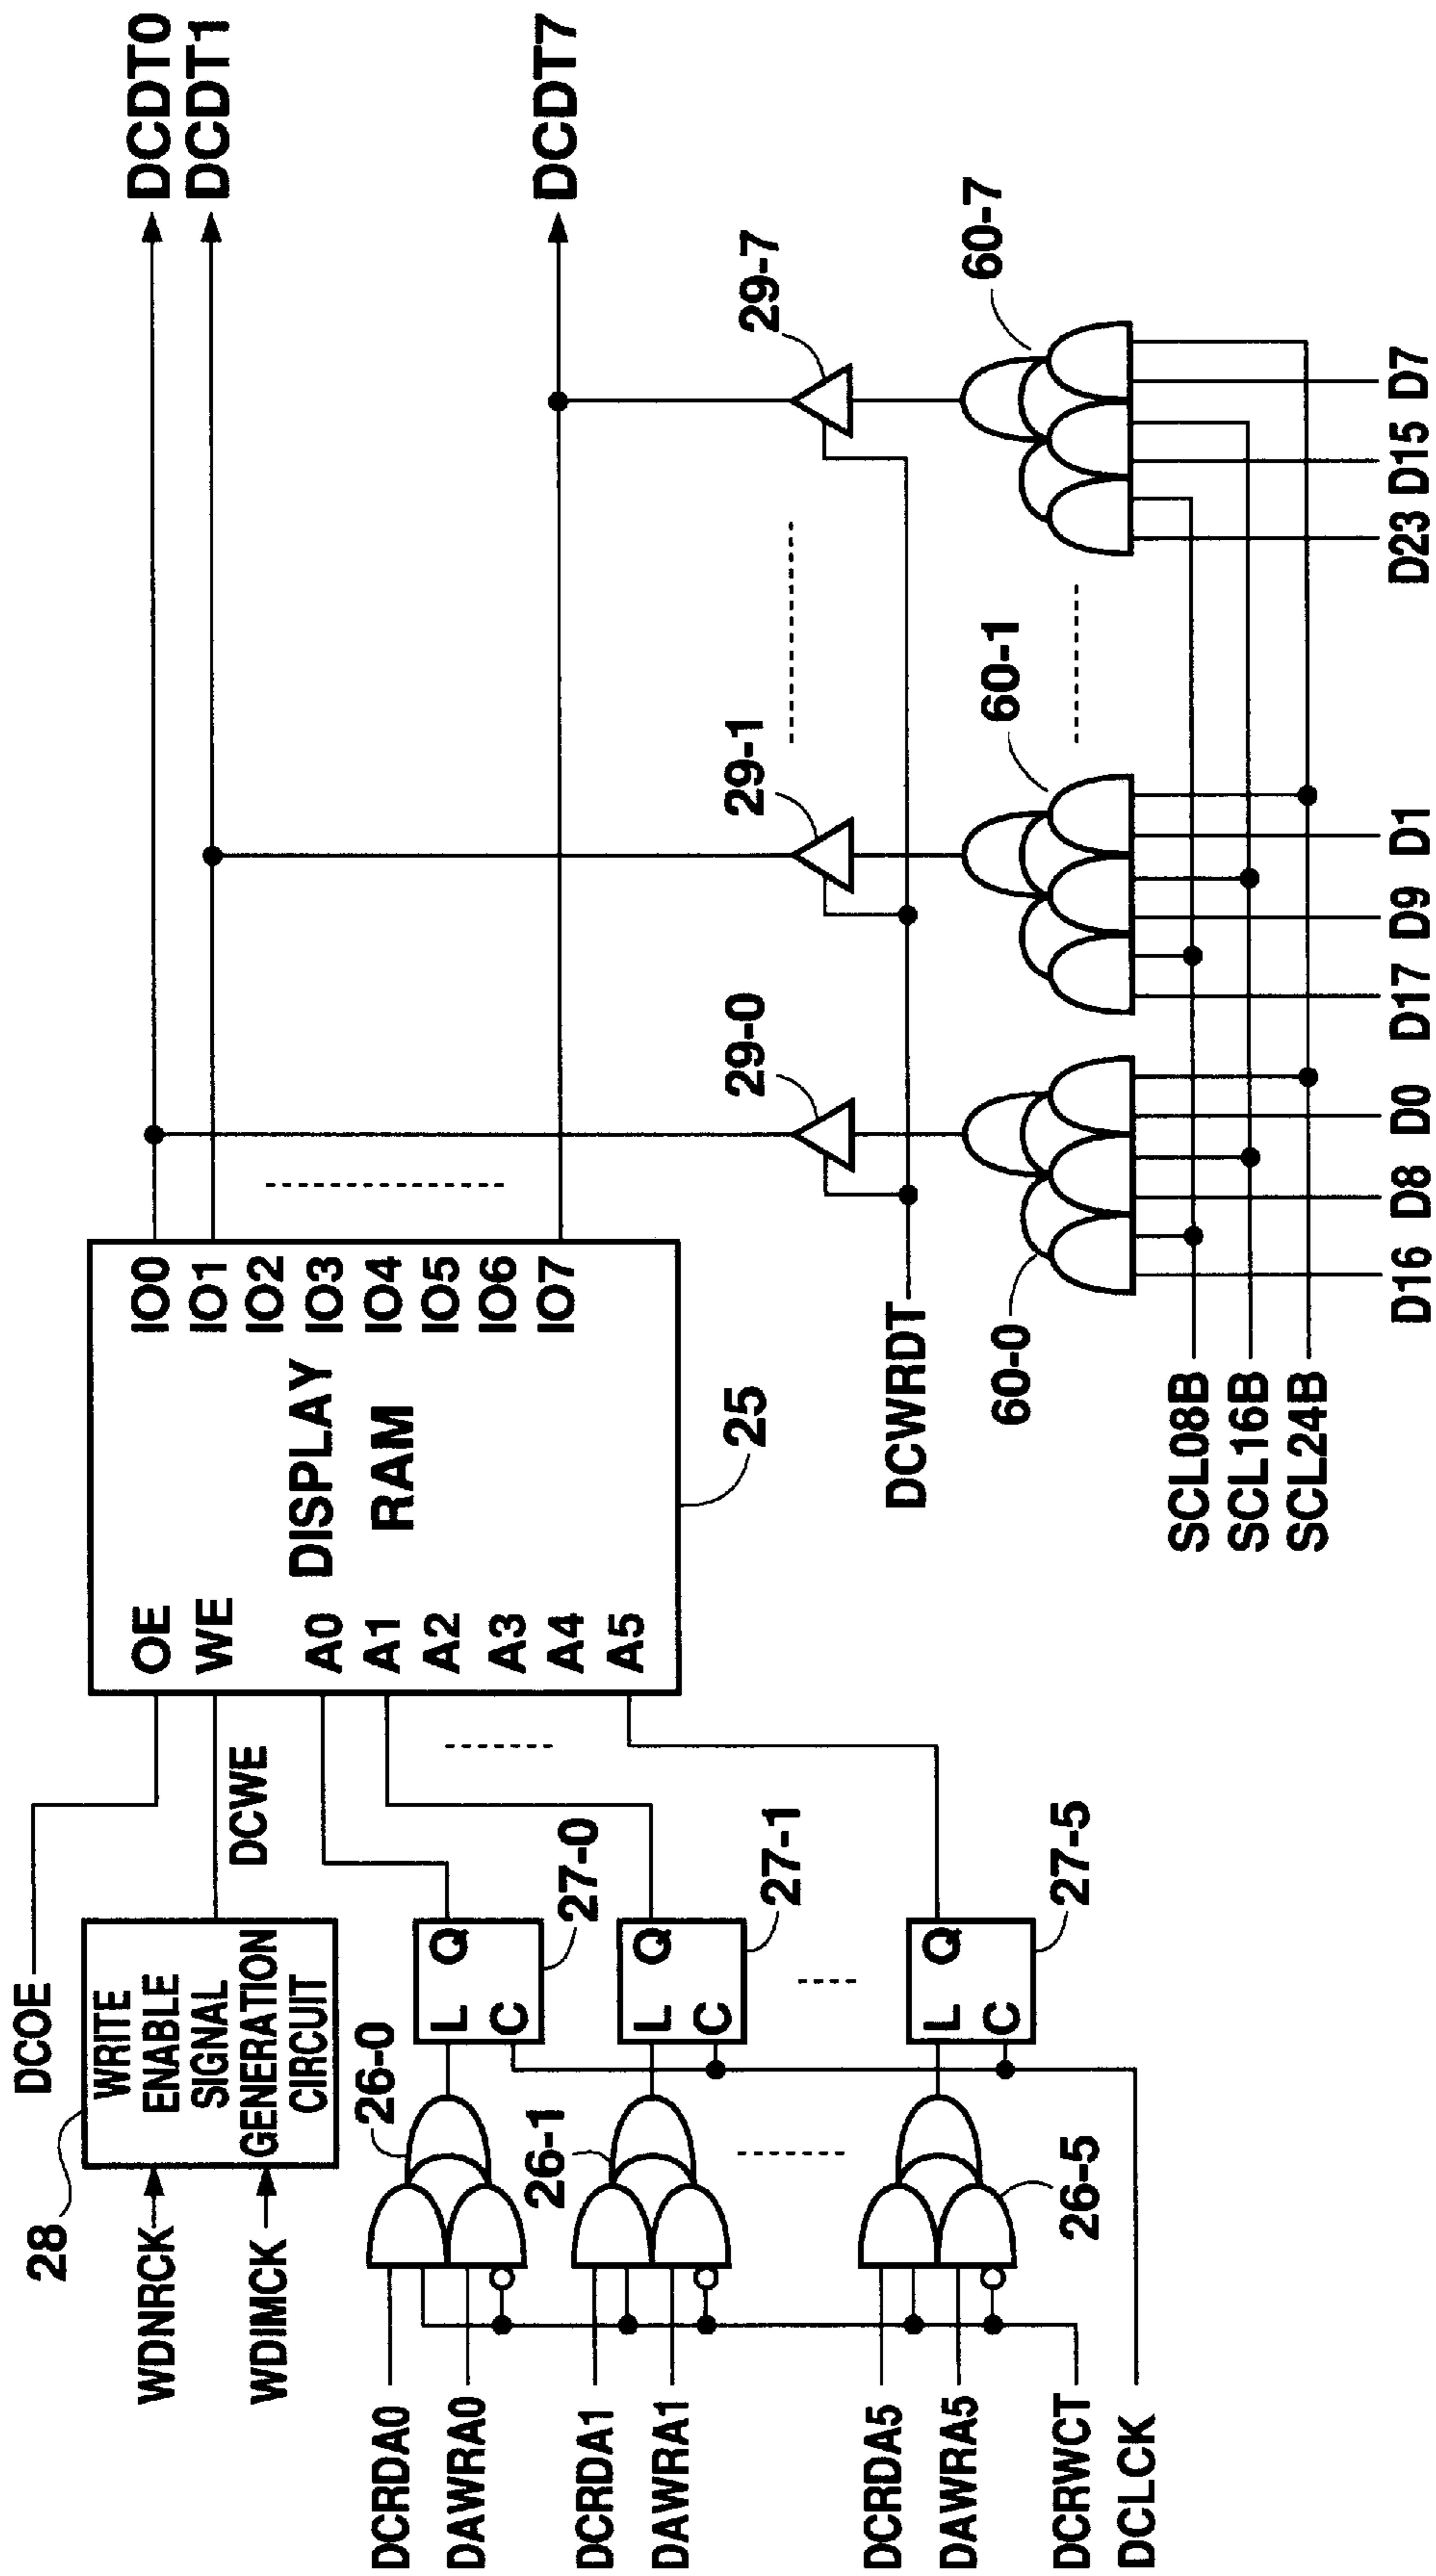 DCOE
28
WRITE
ENABLE
SIGNAL
GENERATION
CIRCUIT
WDNRCK
WDIMCK
DCWE
OE
WE
A0
A1
A2
A3
A4
A5
DISPLAY
RAM
IO0
IO1
IO2
IO3
IO4
IO5
IO6
IO7
25
DCDT0
DCDT1
DCDT7
DCRDA0
DAWRA0
26-0
L Q
C
27-0
DCRDA1
DAWRA1
26-1
L Q
C
27-1
DCRDA5
DAWRA5
26-5
L Q
C
27-5
DCRWCT
DCLCK
29-0
29-1
29-7
DCWRDT
60-0
60-1
60-7
SCL08B
SCL16B
SCL24B
D16 D8 D0 D17 D9 D1 D23 D15 D7